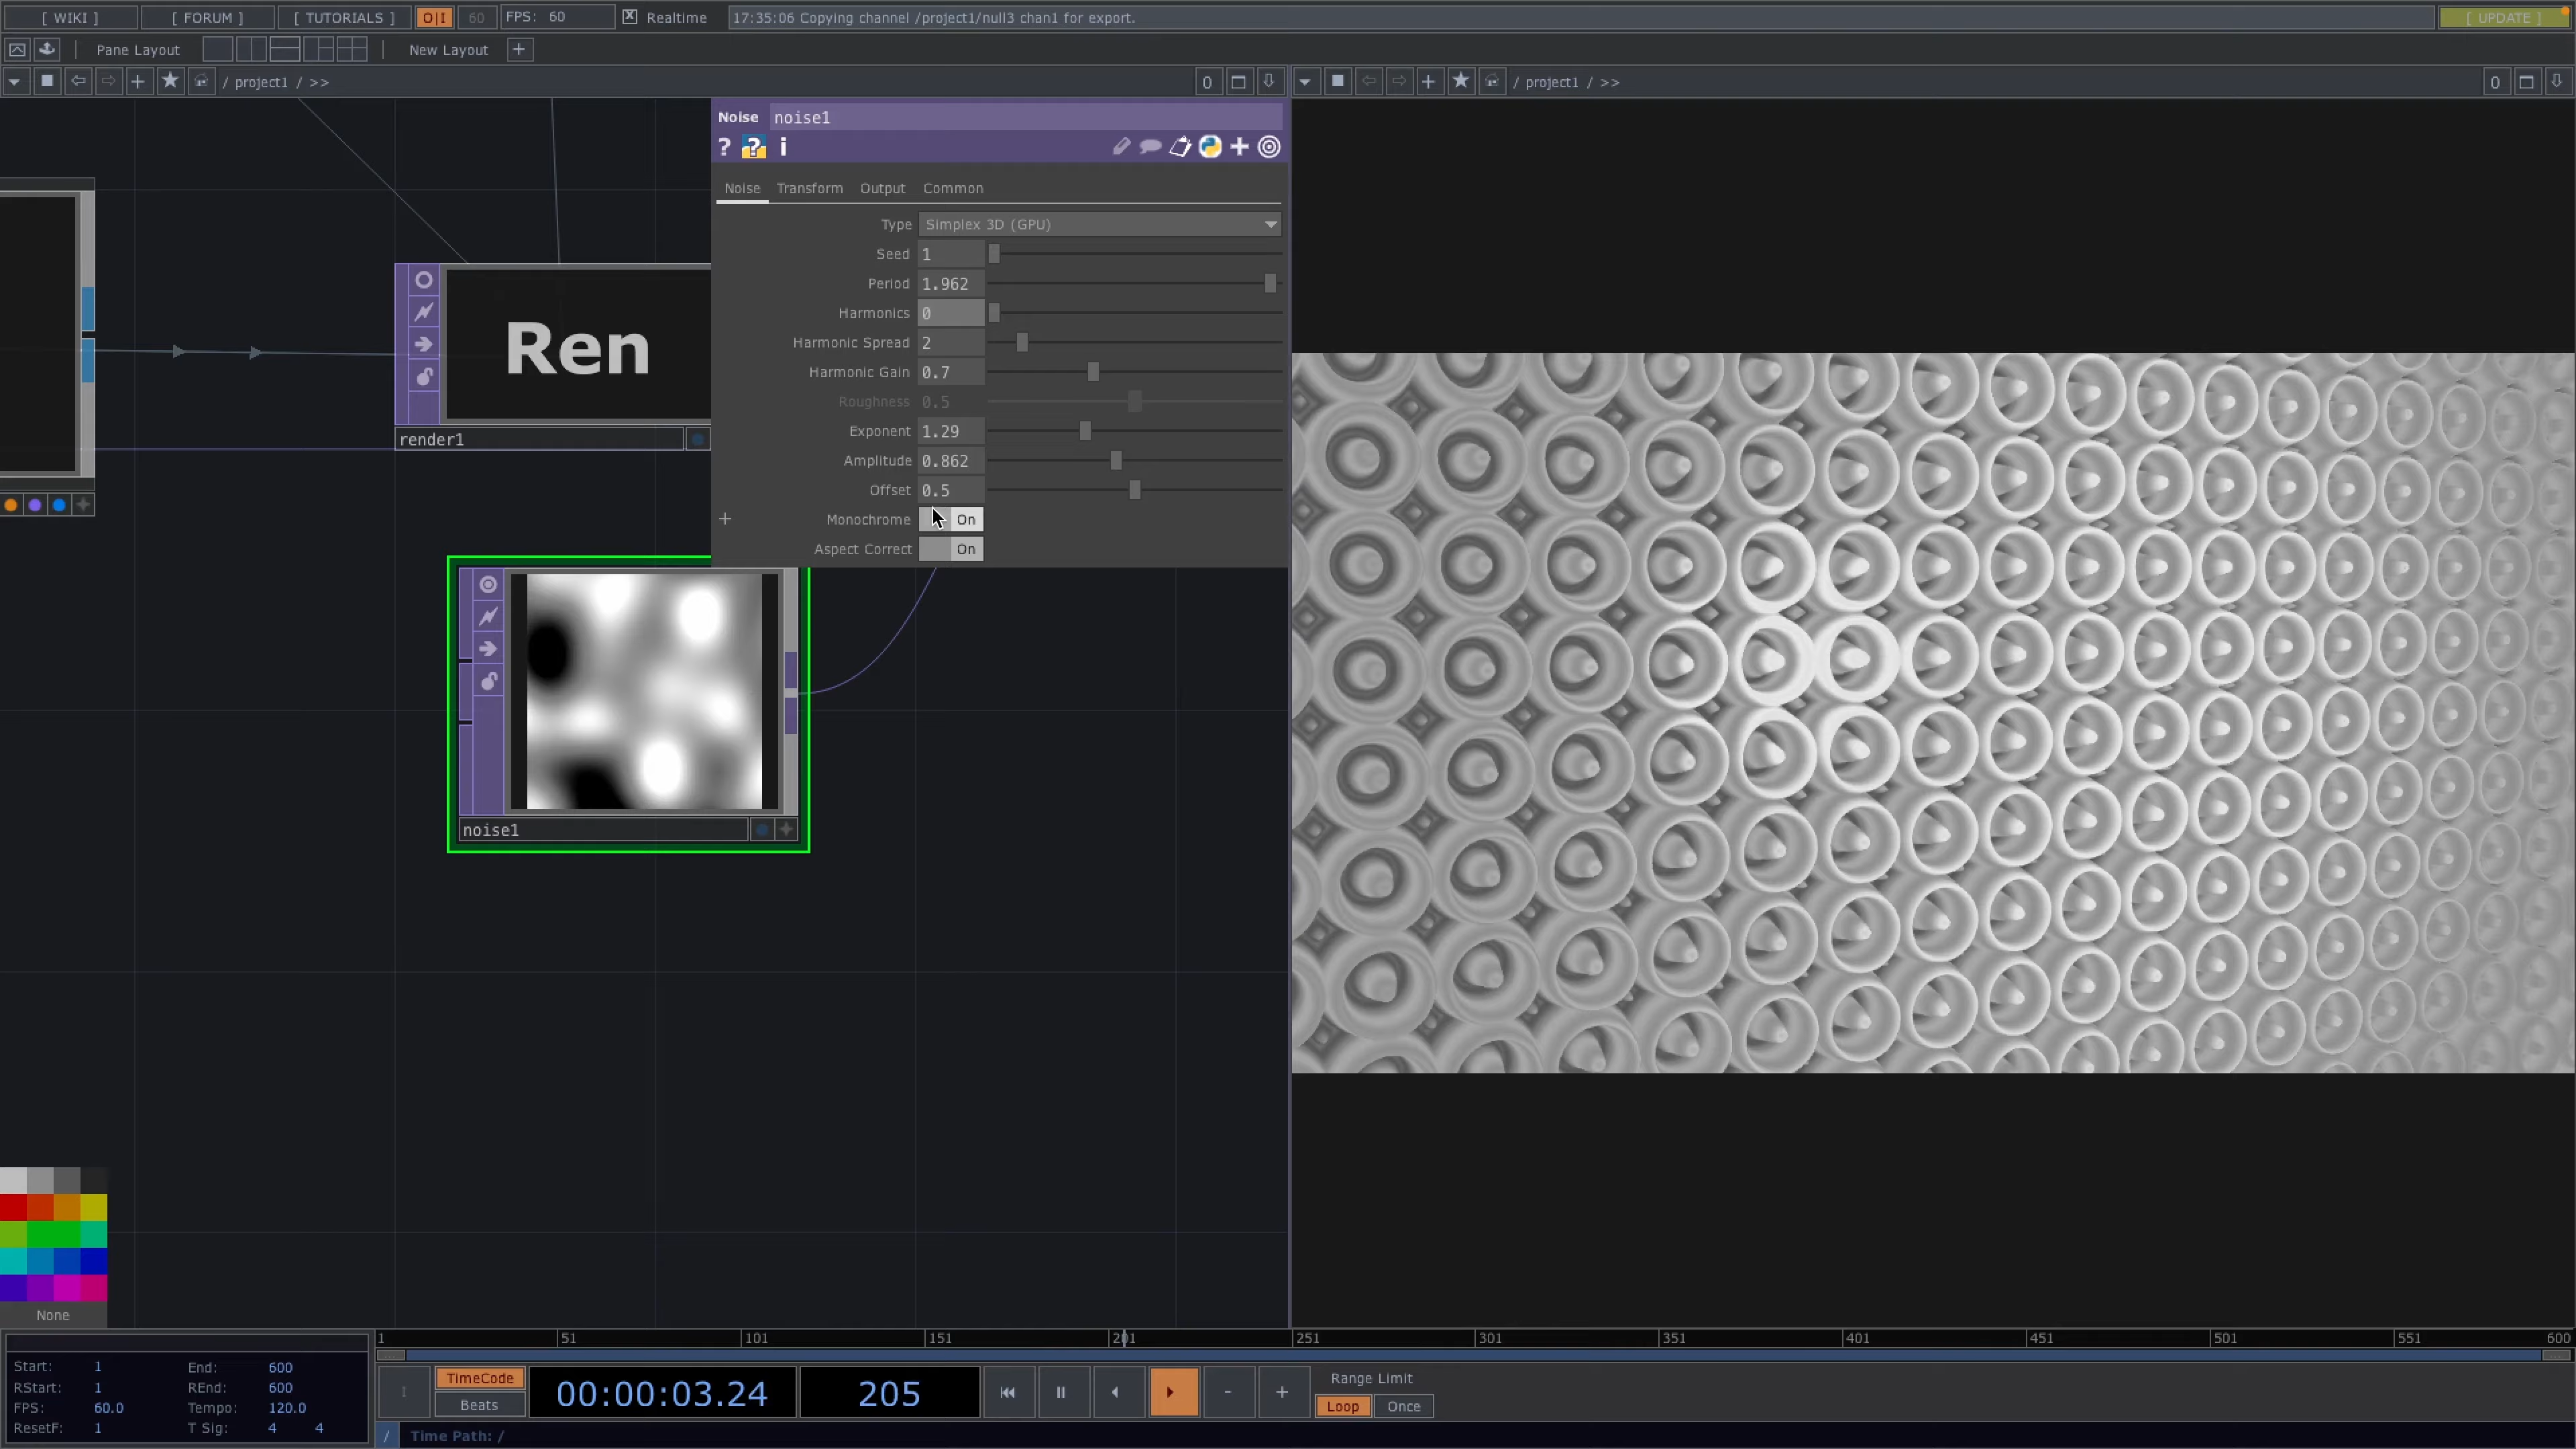 [ WIKI ] [ FORUM ] [ TUTORIALS ] O|I 60 FPS: 60 X Realtime 17:35:06 Copying channel /project1/null3 chan1 for export. [ UPDATE ]
Pane Layout New Layout +
/ project1 / >> 0 / project1 / >> 0
Noise noise1
? ? i
Noise Transform Output Common
Type Simplex 3D (GPU)
Seed 1
Period 1.962
Harmonics 0
Harmonic Spread 2
Harmonic Gain 0.7
Roughness 0.5
Exponent 1.29
Amplitude 0.862
Offset 0.5
+ Monochrome On
Aspect Correct On
Ren
render1
noise1
None
1 51 101 151 201 251 301 351 401 451 501 551 600
Start: 1 End: 600
RStart: 1 REnd: 600
FPS: 60.0 Tempo: 120.0
ResetF: 1 T Sig: 4 4
I TimeCode Beats 00:00:03.24 205 - + Range Limit
Loop Once
/ Time Path: /